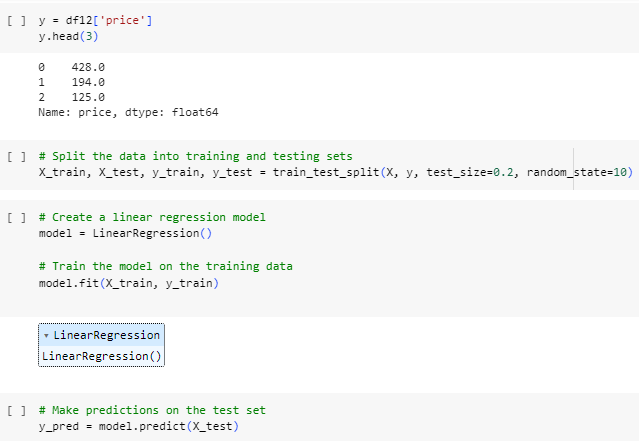 [ ] y = df12['price']
y.head(3)
0    428.0
1    194.0
2    125.0
Name: price, dtype: float64
[ ] # Split the data into training and testing sets
X_train, X_test, y_train, y_test = train_test_split(X, y, test_size=0.2, random_state=10)
[ ] # Create a linear regression model
model = LinearRegression()
# Train the model on the training data
model.fit(X_train, y_train)
▾ LinearRegression
LinearRegression()
[ ] # Make predictions on the test set
y_pred = model.predict(X_test)